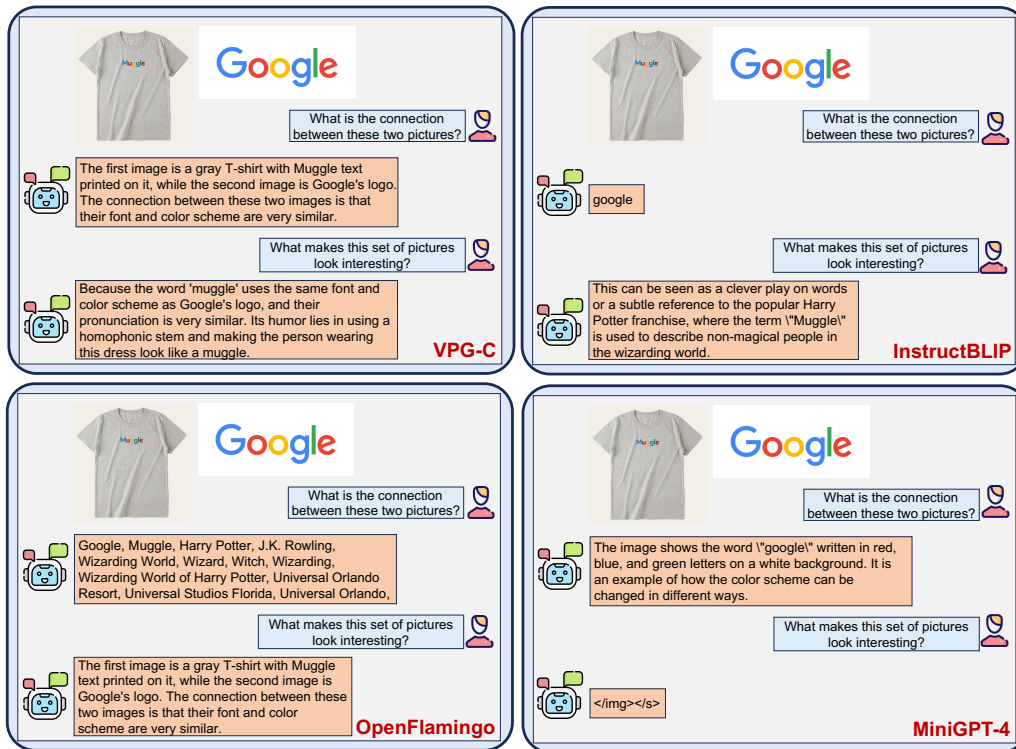 Muggle
Google
What is the connection
between these two pictures?
The first image is a gray T-shirt with Muggle text
printed on it, while the second image is Google's logo.
The connection between these two images is that
their font and color scheme are very similar.
What makes this set of pictures
look interesting?
Because the word 'muggle' uses the same font and
color scheme as Google's logo, and their
pronunciation is very similar. Its humor lies in using a
homophonic stem and making the person wearing
this dress look like a muggle.
VPG-C
Muggle
Google
What is the connection
between these two pictures?
google
What makes this set of pictures
look interesting?
This can be seen as a clever play on words
or a subtle reference to the popular Harry
Potter franchise, where the term \"Muggle\"
is used to describe non-magical people in
the wizarding world.
InstructBLIP
Muggle
Google
What is the connection
between these two pictures?
Google, Muggle, Harry Potter, J.K. Rowling,
Wizarding World, Wizard, Witch, Wizarding,
Wizarding World of Harry Potter, Universal Orlando
Resort, Universal Studios Florida, Universal Orlando,
What makes this set of pictures
look interesting?
The first image is a gray T-shirt with Muggle
text printed on it, while the second image is
Google's logo. The connection between these
two images is that their font and color
scheme are very similar.
OpenFlamingo
Muggle
Google
What is the connection
between these two pictures?
The image shows the word \"google\" written in red,
blue, and green letters on a white background. It is
an example of how the color scheme can be
changed in different ways.
What makes this set of pictures
look interesting?
</img></s>
MiniGPT-4